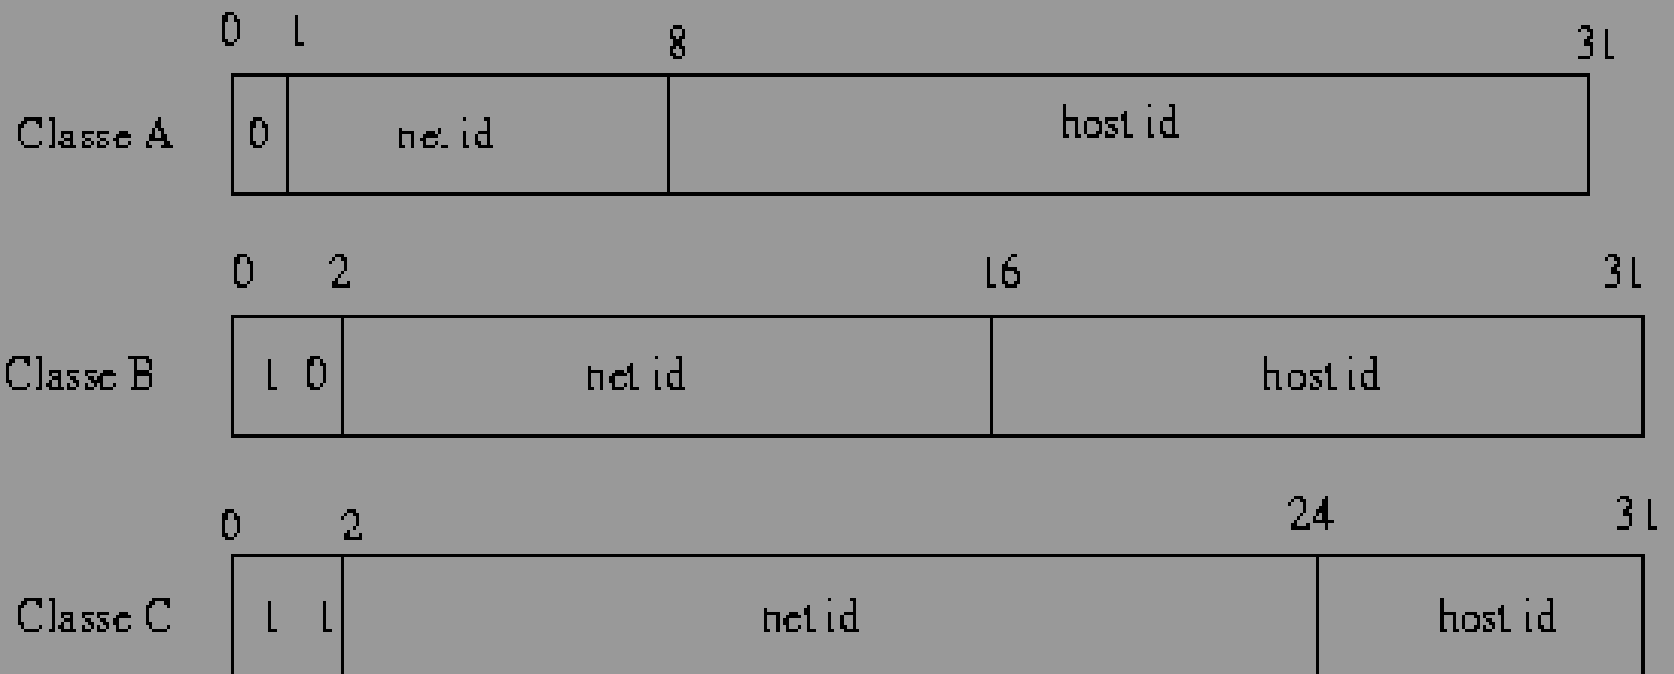 0 1 8 31
Classe A 0 net id host id
0 2 16 31
Classe B 1 0 net id host id
0 2 24 31
Classe C 1 1 net id host id